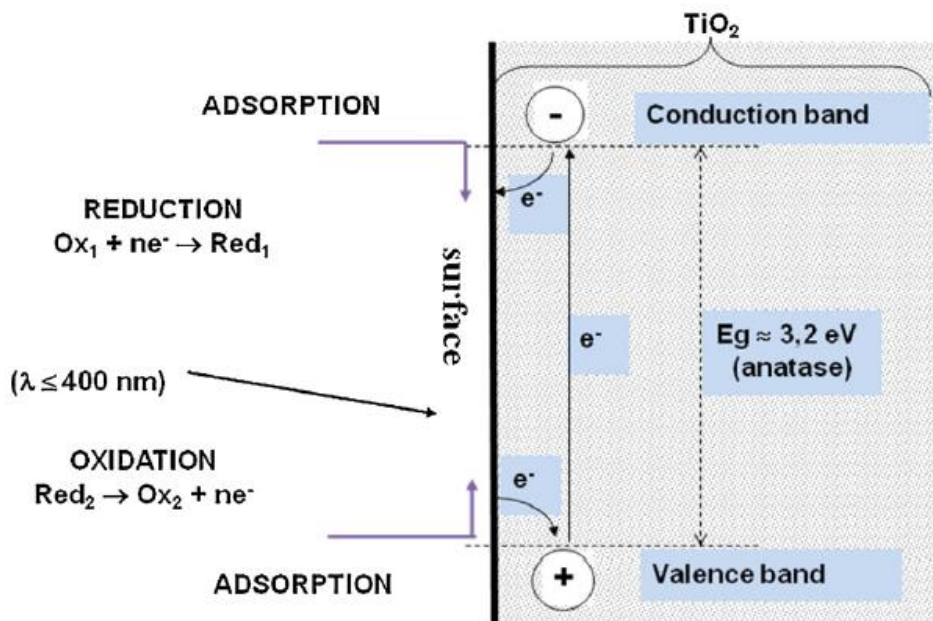 TiO₂
ADSORPTION
-
Conduction band
REDUCTION
Ox₁ + ne⁻ → Red₁
e⁻
surface
e⁻
Eg ≈ 3,2 eV
(anatase)
(λ ≤ 400 nm)
OXIDATION
Red₂ → Ox₂ + ne⁻
e⁻
+
Valence band
ADSORPTION